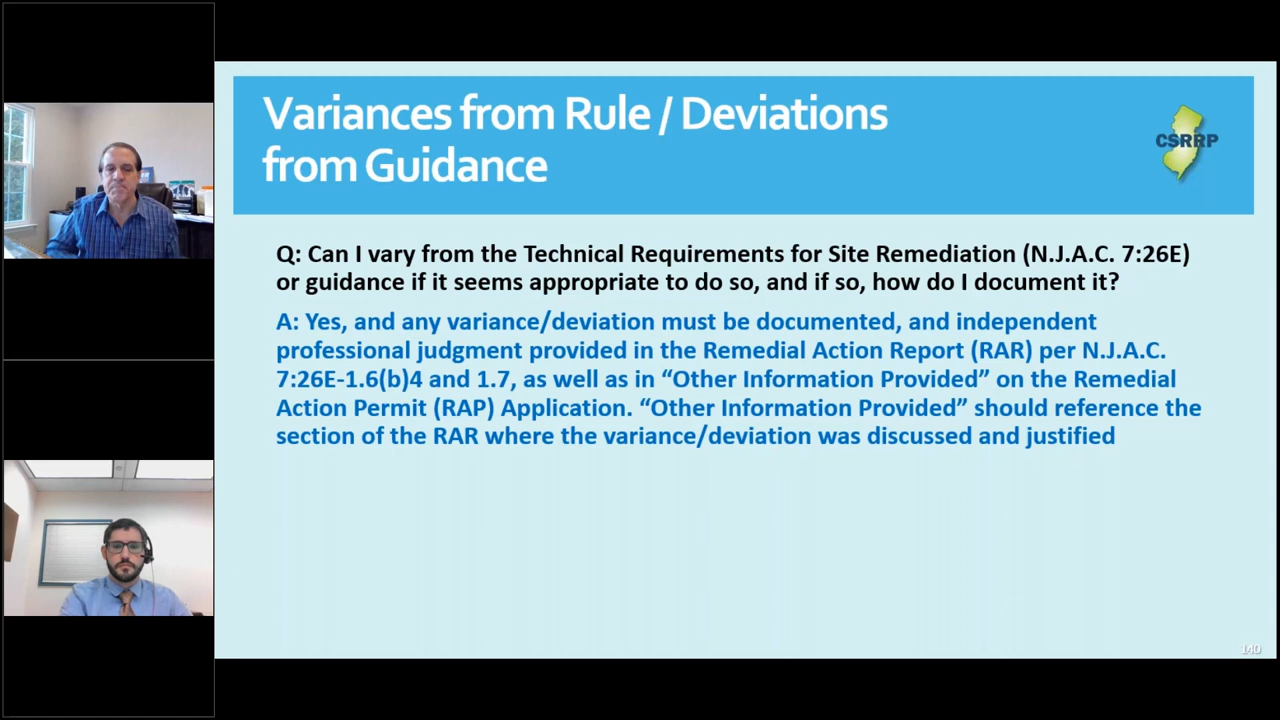 Variances from Rule / Deviations
from Guidance
CSRRP
Q: Can I vary from the Technical Requirements for Site Remediation (N.J.A.C. 7:26E)
or guidance if it seems appropriate to do so, and if so, how do I document it?
A: Yes, and any variance/deviation must be documented, and independent
professional judgment provided in the Remedial Action Report (RAR) per N.J.A.C.
7:26E-1.6(b)4 and 1.7, as well as in “Other Information Provided” on the Remedial
Action Permit (RAP) Application. “Other Information Provided” should reference the
section of the RAR where the variance/deviation was discussed and justified
140